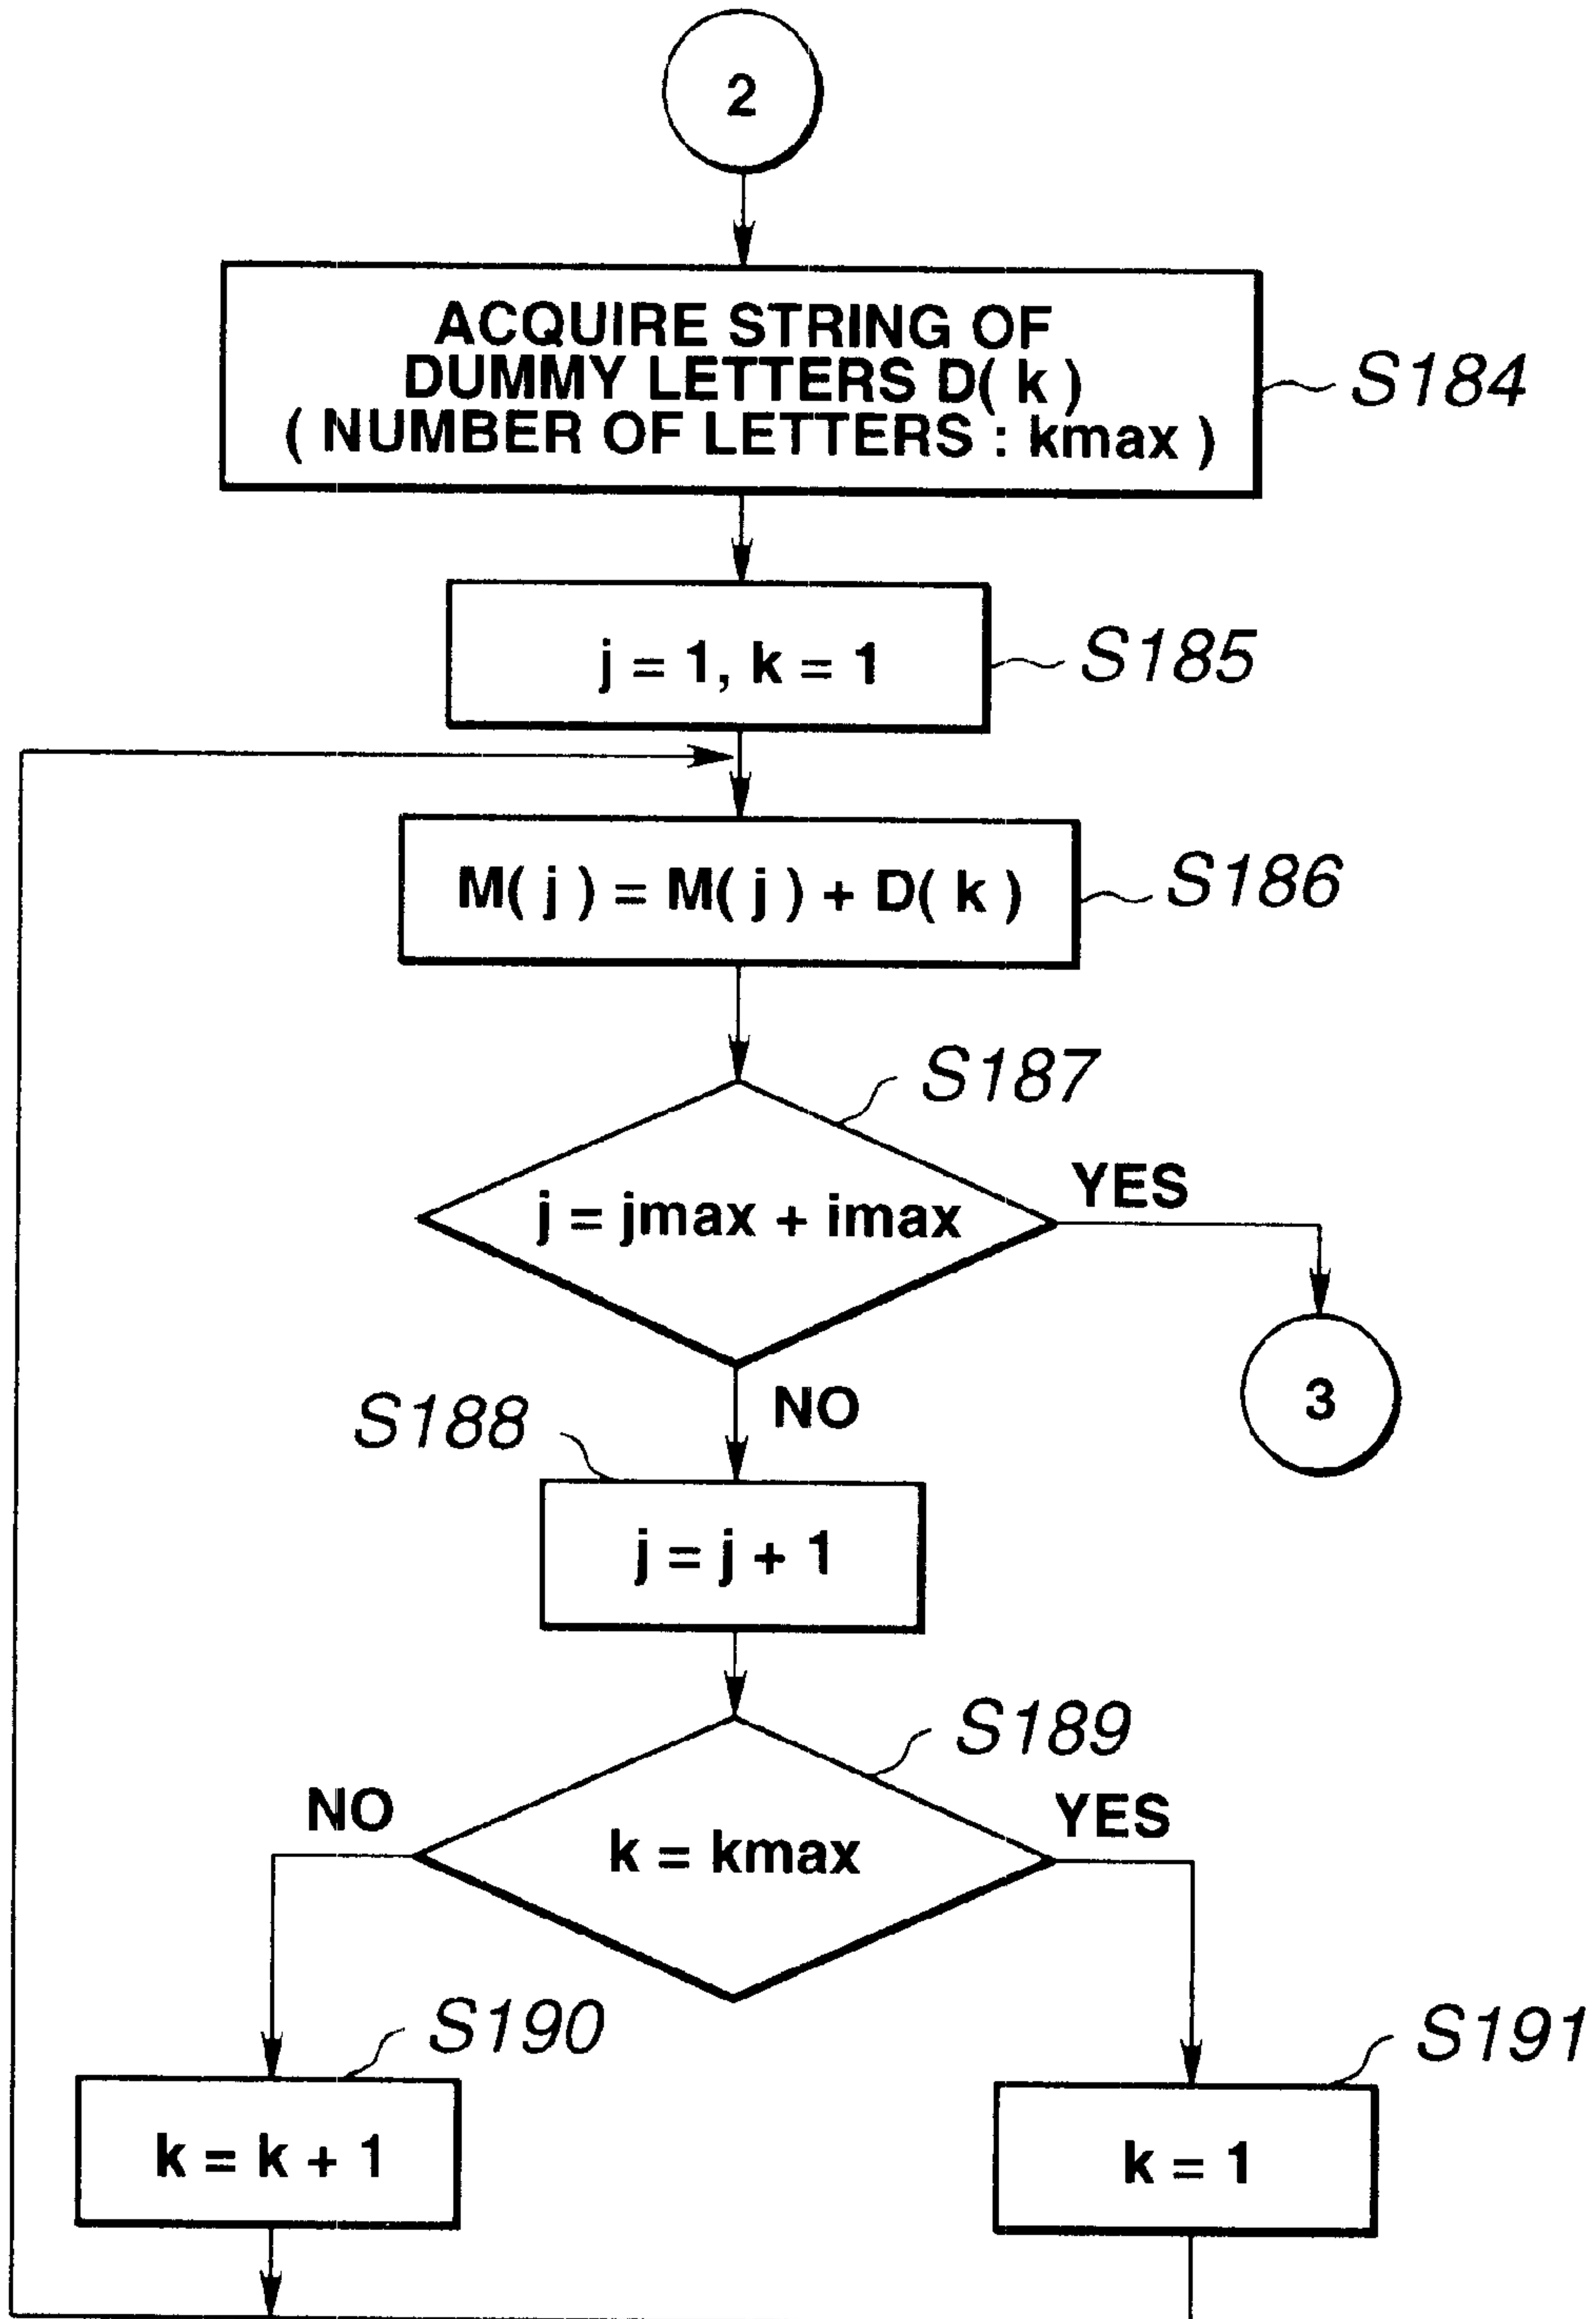 2
ACQUIRE STRING OF
DUMMY LETTERS D( k )
( NUMBER OF LETTERS : kmax )
S184
j = 1, k = 1
S185
M( j ) = M( j ) + D( k )
S186
S187
j = jmax + imax
YES
3
NO
S188
j = j + 1
S189
NO
k = kmax
YES
S190
S191
k = k + 1
k = 1